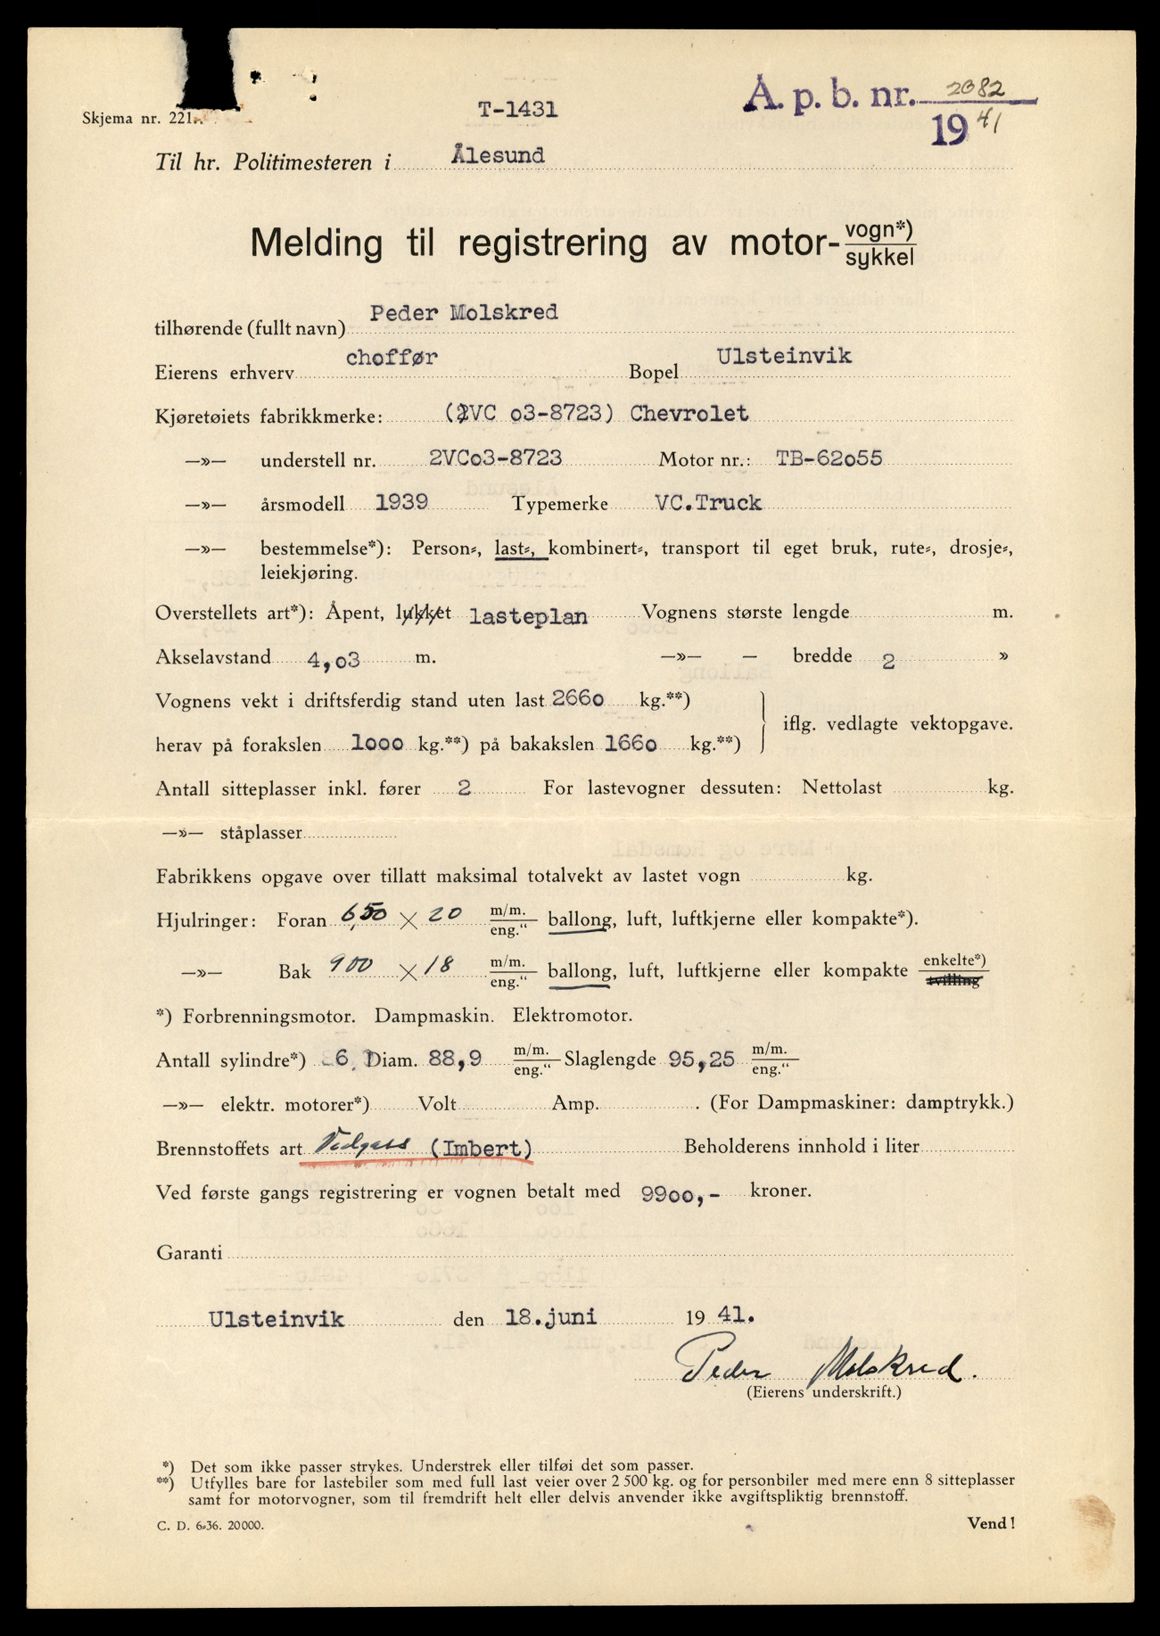 Skjema nr. 221
T-1431
A. p. b. nr. 2382
1941
Til hr. Politimesteren i Ålesund
Melding til registrering av motor- vogn*) sykkel
tilhørende (fullt navn) Peder Molskred
Eierens erhverv choffør Bopel Ulsteinvik
Kjøretøiets fabrikkmerke: (2VC o3-8723) Chevrolet
—»— understell nr. 2VCo3-8723 Motor nr.: TB-62o55
—»— årsmodell 1939 Typemerke VC.Truck
—»— bestemmelse*): Person-, last-, kombinert-, transport til eget bruk, rute-, drosje-,
leiekjøring.
Overstellets art*): Åpent, lukket lasteplan Vognens største lengde m.
Akselavstand 4,o3 m. —»— — bredde 2 »
Vognens vekt i driftsferdig stand uten last 266o kg.**)
iflg. vedlagte vektopgave.
herav på forakslen 1ooo kg.**) på bakakslen 166o kg.**)
Antall sitteplasser inkl. fører 2 For lastevogner dessuten: Nettolast kg.
—»— ståplasser
Fabrikkens opgave over tillatt maksimal totalvekt av lastet vogn kg.
Hjulringer: Foran 6,50 × 20 m/m. eng.“ ballong, luft, luftkjerne eller kompakte*).
—»— Bak 900 × 18 m/m. eng.“ ballong, luft, luftkjerne eller kompakte enkelte*) tvilling
*) Forbrenningsmotor. Dampmaskin. Elektromotor.
Antall sylindre*) 6 Diam. 88,9 m/m. eng.“ Slaglengde 95,25 m/m. eng.“
—»— elektr. motorer*) Volt Amp. . (For Dampmaskiner: damptrykk.)
Brennstoffets art Vedgass (Imbert) Beholderens innhold i liter
Ved første gangs registrering er vognen betalt med 99oo,- kroner.
Garanti
Ulsteinvik den 18.juni 19 41.
Peder Molskred.
(Eierens underskrift.)
*) Det som ikke passer strykes. Understrek eller tilføi det som passer.
**) Utfylles bare for lastebiler som med full last veier over 2 500 kg. og for personbiler med mere enn 8 sitteplasser
samt for motorvogner, som til fremdrift helt eller delvis anvender ikke avgiftspliktig brennstoff.
C. D. 6-36. 20000.
Vend!